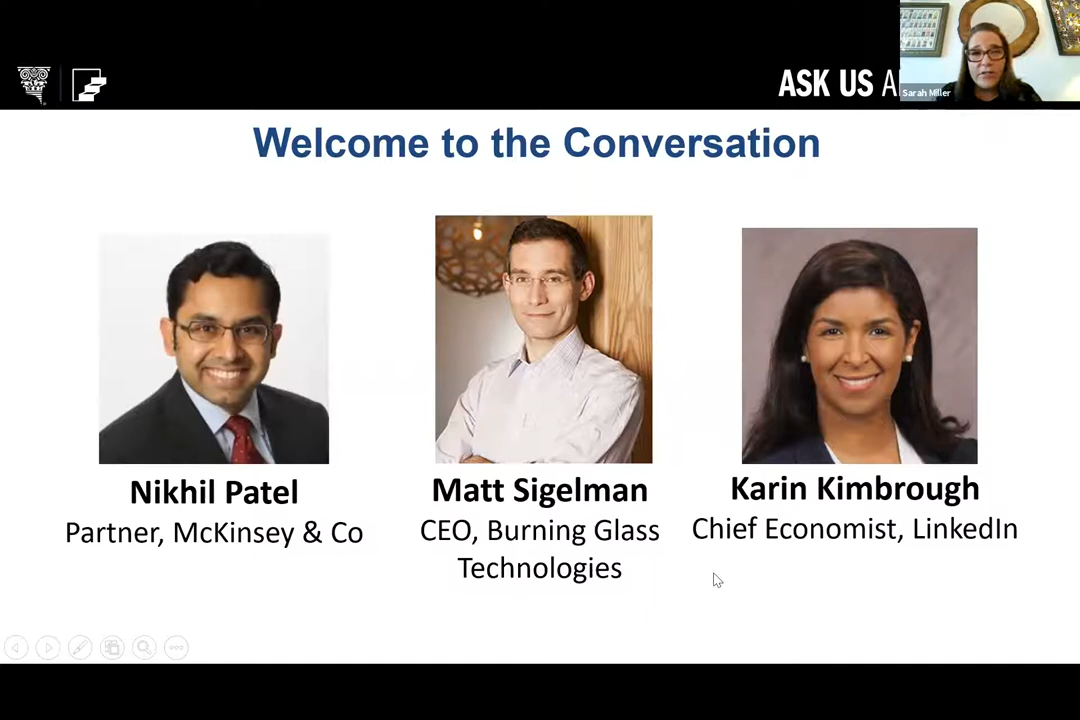 ASK US A
Sarah Miller
Welcome to the Conversation
Nikhil Patel
Partner, McKinsey & Co
Matt Sigelman
CEO, Burning Glass
Technologies
Karin Kimbrough
Chief Economist, LinkedIn